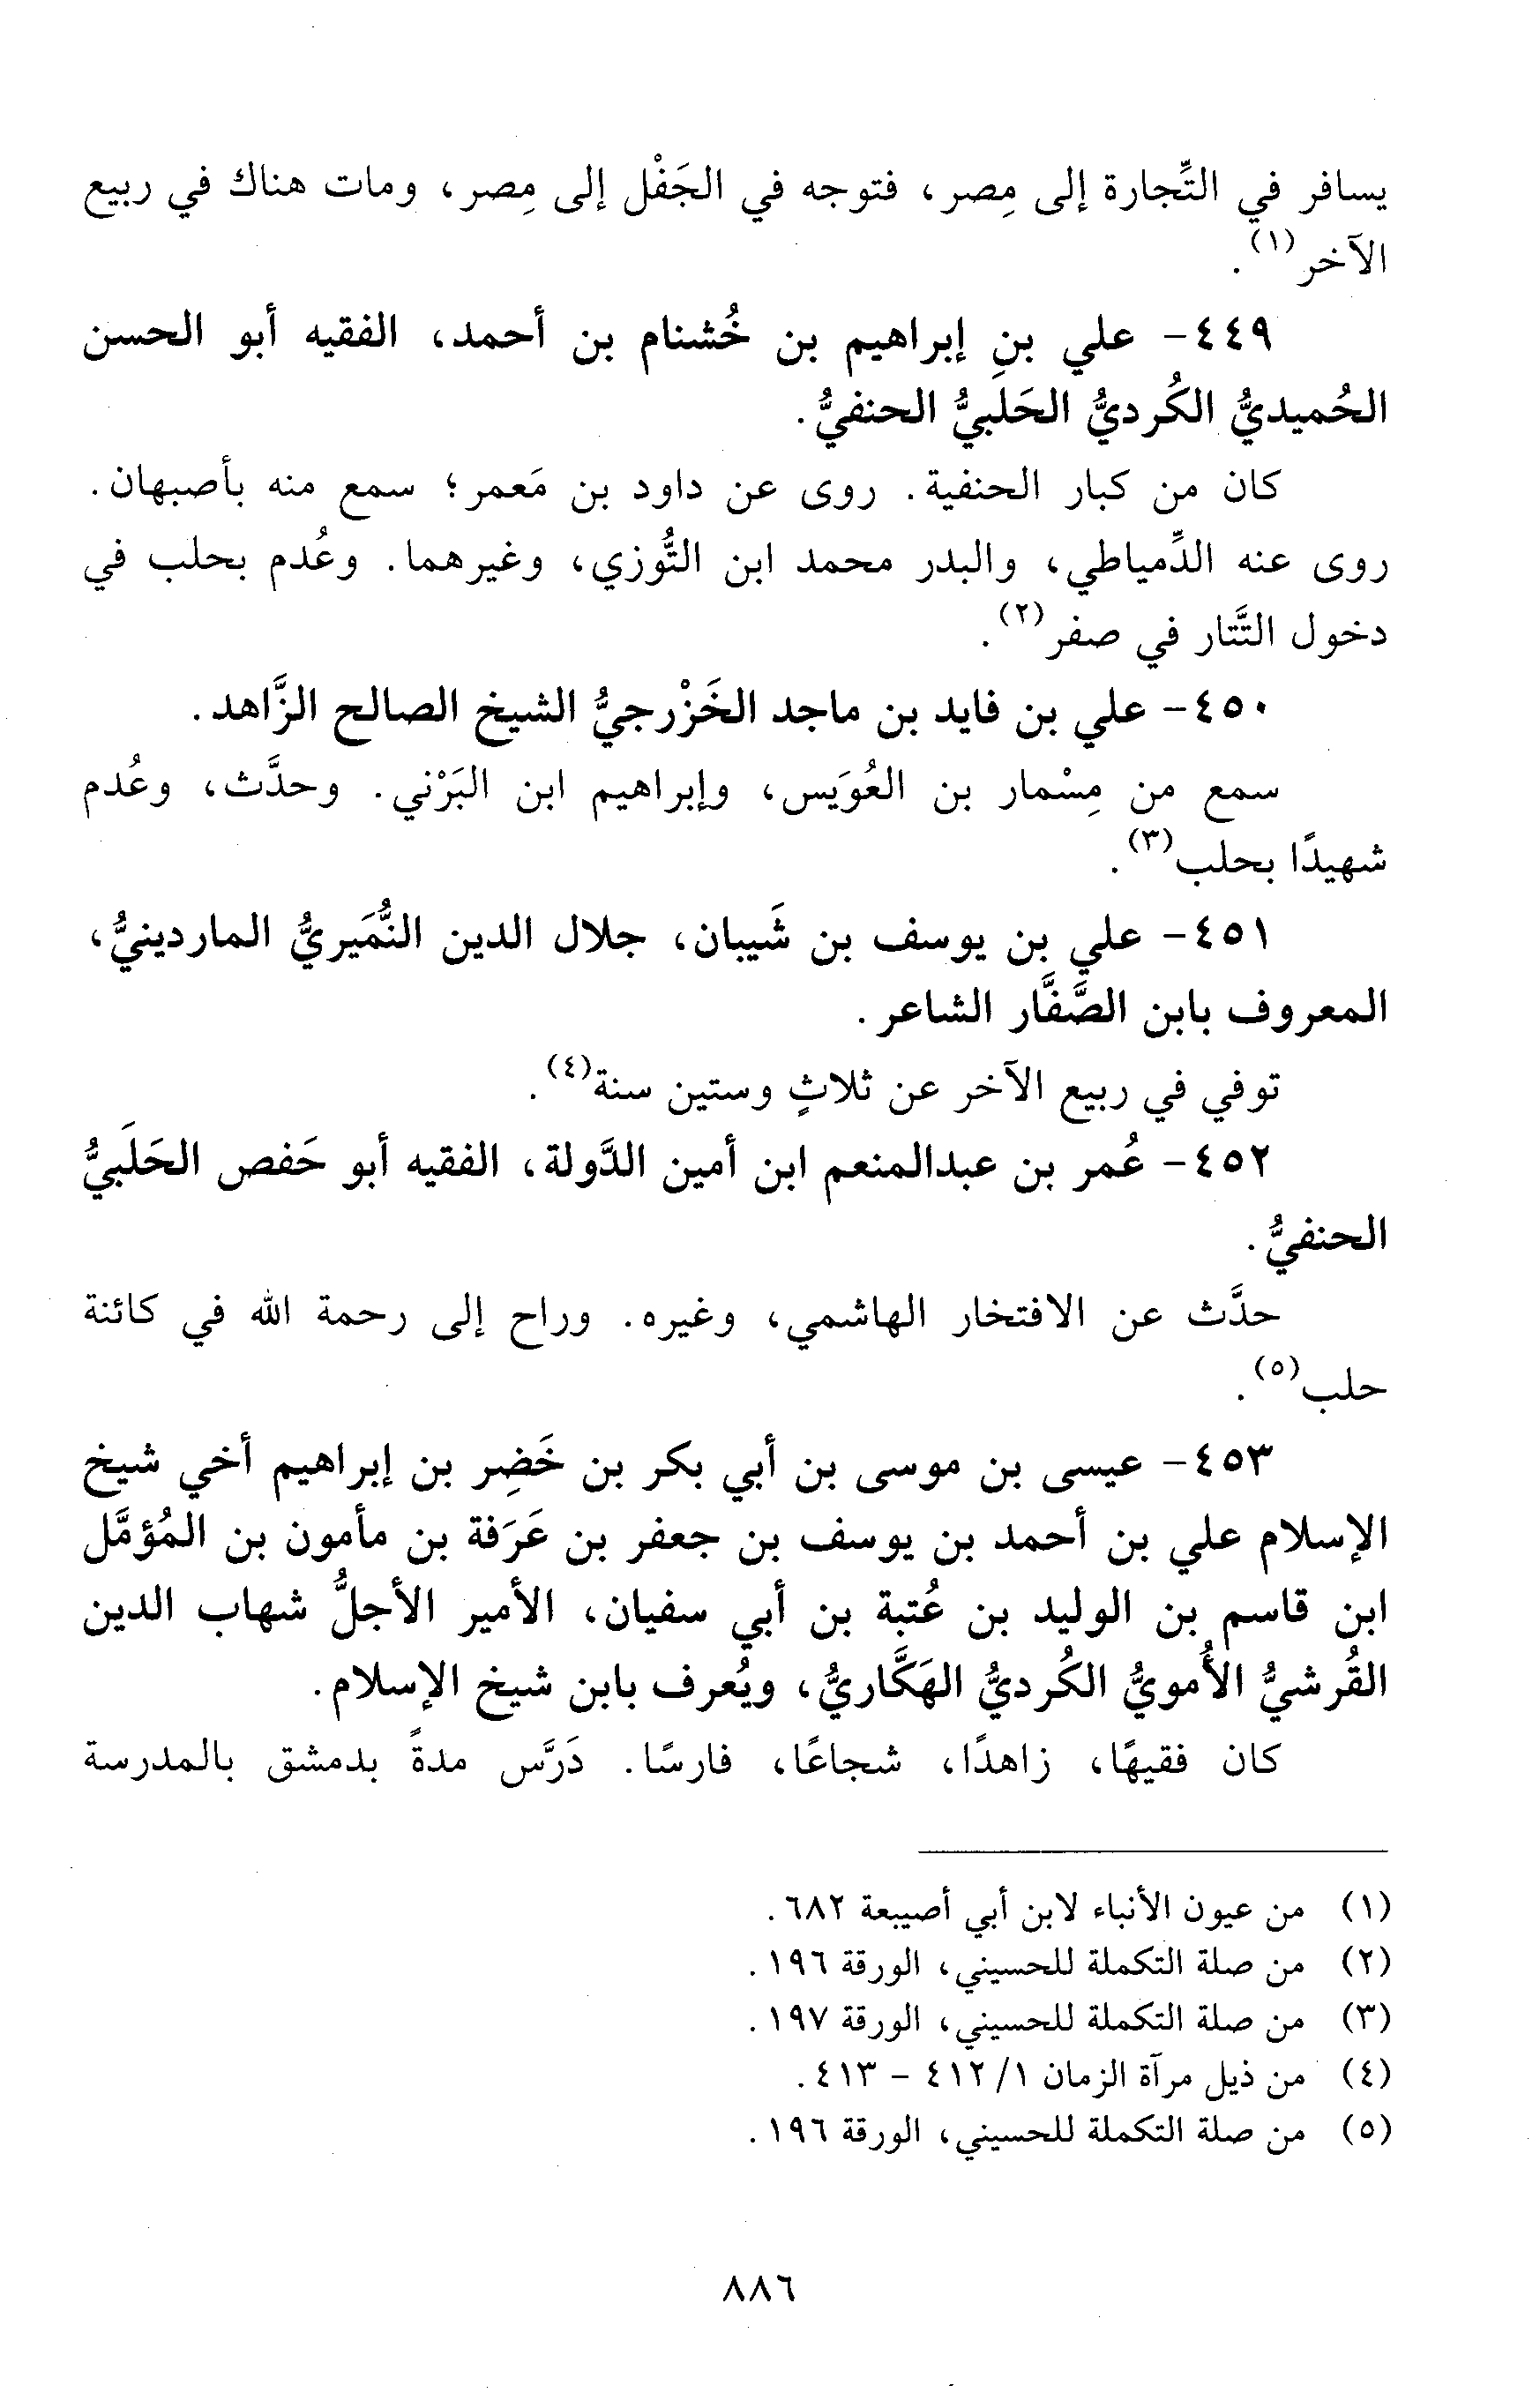 يسافر في التِّجارة إلى مِصر، فتوجه في الجَفْل إلى مِصر، ومات هناك في ربيع
الآخر(١).
٤٤٩- علي بن إبراهيم بن خُشنام بن أحمد، الفقيه أبو الحسن
الحُميديُّ الكُرديُّ الحَلَبيُّ الحنفيُّ.
كان من كبار الحنفية. روى عن داود بن مَعمر؛ سمع منه بأصبهان.
روى عنه الدِّمياطي، والبدر محمد ابن التُّوزي، وغيرهما. وعُدم بحلب في
دخول التَّتار في صفر(٢).
٤٥٠- علي بن فايد بن ماجد الخَزْرجيُّ الشيخ الصالح الزَّاهد.
سمع من مِسْمار بن العُوَيس، وإبراهيم ابن البَرْني. وحدَّث، وعُدم
شهيدًا بحلب(٣).
٤٥١- علي بن يوسف بن شَيبان، جلال الدين النُّمَيريُّ الماردينيُّ،
المعروف بابن الصَّفَّار الشاعر.
توفي في ربيع الآخر عن ثلاثٍ وستين سنة(٤).
٤٥٢- عُمر بن عبدالمنعم ابن أمين الدَّولة، الفقيه أبو حَفص الحَلَبيُّ
الحنفيُّ.
حدَّث عن الافتخار الهاشمي، وغيره. وراح إلى رحمة الله في كائنة
حلب(٥).
٤٥٣- عيسى بن موسى بن أبي بكر بن خَضِر بن إبراهيم أخي شيخ
الإسلام علي بن أحمد بن يوسف بن جعفر بن عَرَفة بن مأمون بن المُؤمَّل
ابن قاسم بن الوليد بن عُتبة بن أبي سفيان، الأمير الأجلُّ شهاب الدين
القُرشيُّ الأُمويُّ الكُرديُّ الهَكَّاريُّ، ويُعرف بابن شيخ الإسلام.
كان فقيهًا، زاهدًا، شجاعًا، فارسًا. دَرَّس مدةً بدمشق بالمدرسة
(١) من عيون الأنباء لابن أبي أصيبعة ٦٨٢.
(٢) من صلة التكملة للحسيني، الورقة ١٩٦.
(٣) من صلة التكملة للحسيني، الورقة ١٩٧.
(٤) من ذيل مرآة الزمان ١/ ٤١٢ - ٤١٣.
(٥) من صلة التكملة للحسيني، الورقة ١٩٦.
٨٨٦